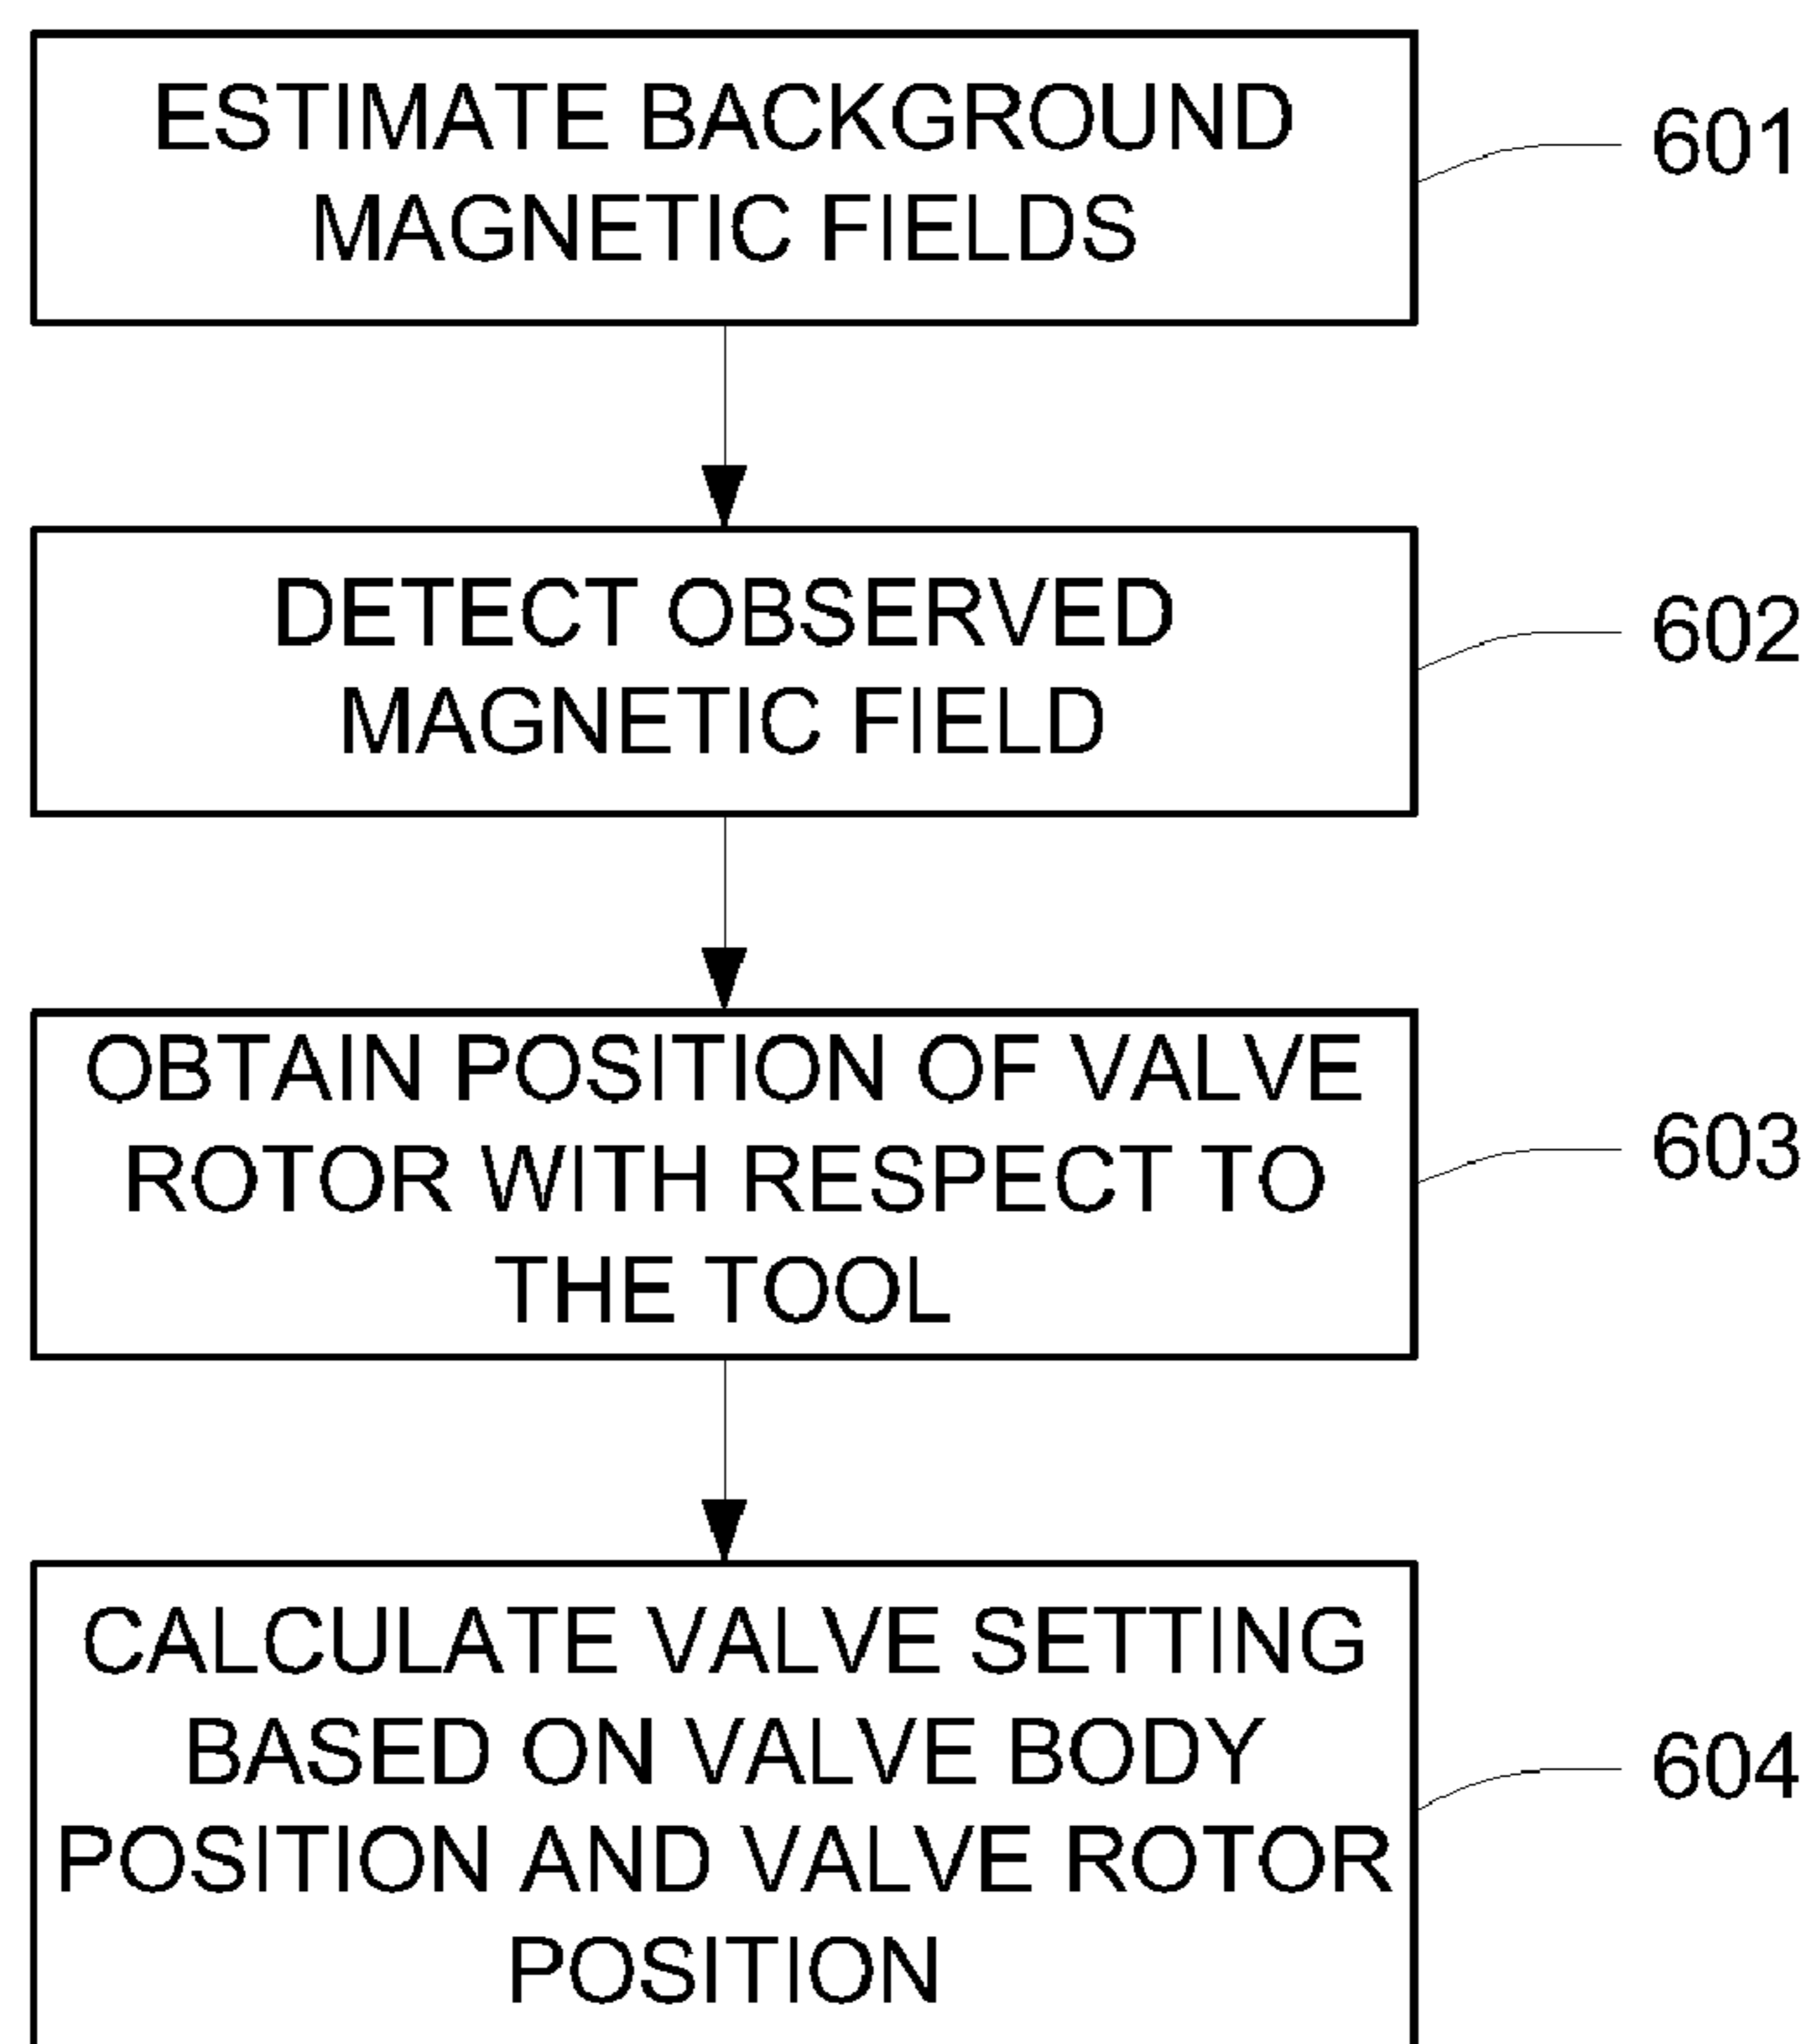 ESTIMATE BACKGROUND
MAGNETIC FIELDS
601
DETECT OBSERVED
MAGNETIC FIELD
602
OBTAIN POSITION OF VALVE
ROTOR WITH RESPECT TO
THE TOOL
603
CALCULATE VALVE SETTING
BASED ON VALVE BODY
POSITION AND VALVE ROTOR
POSITION
604